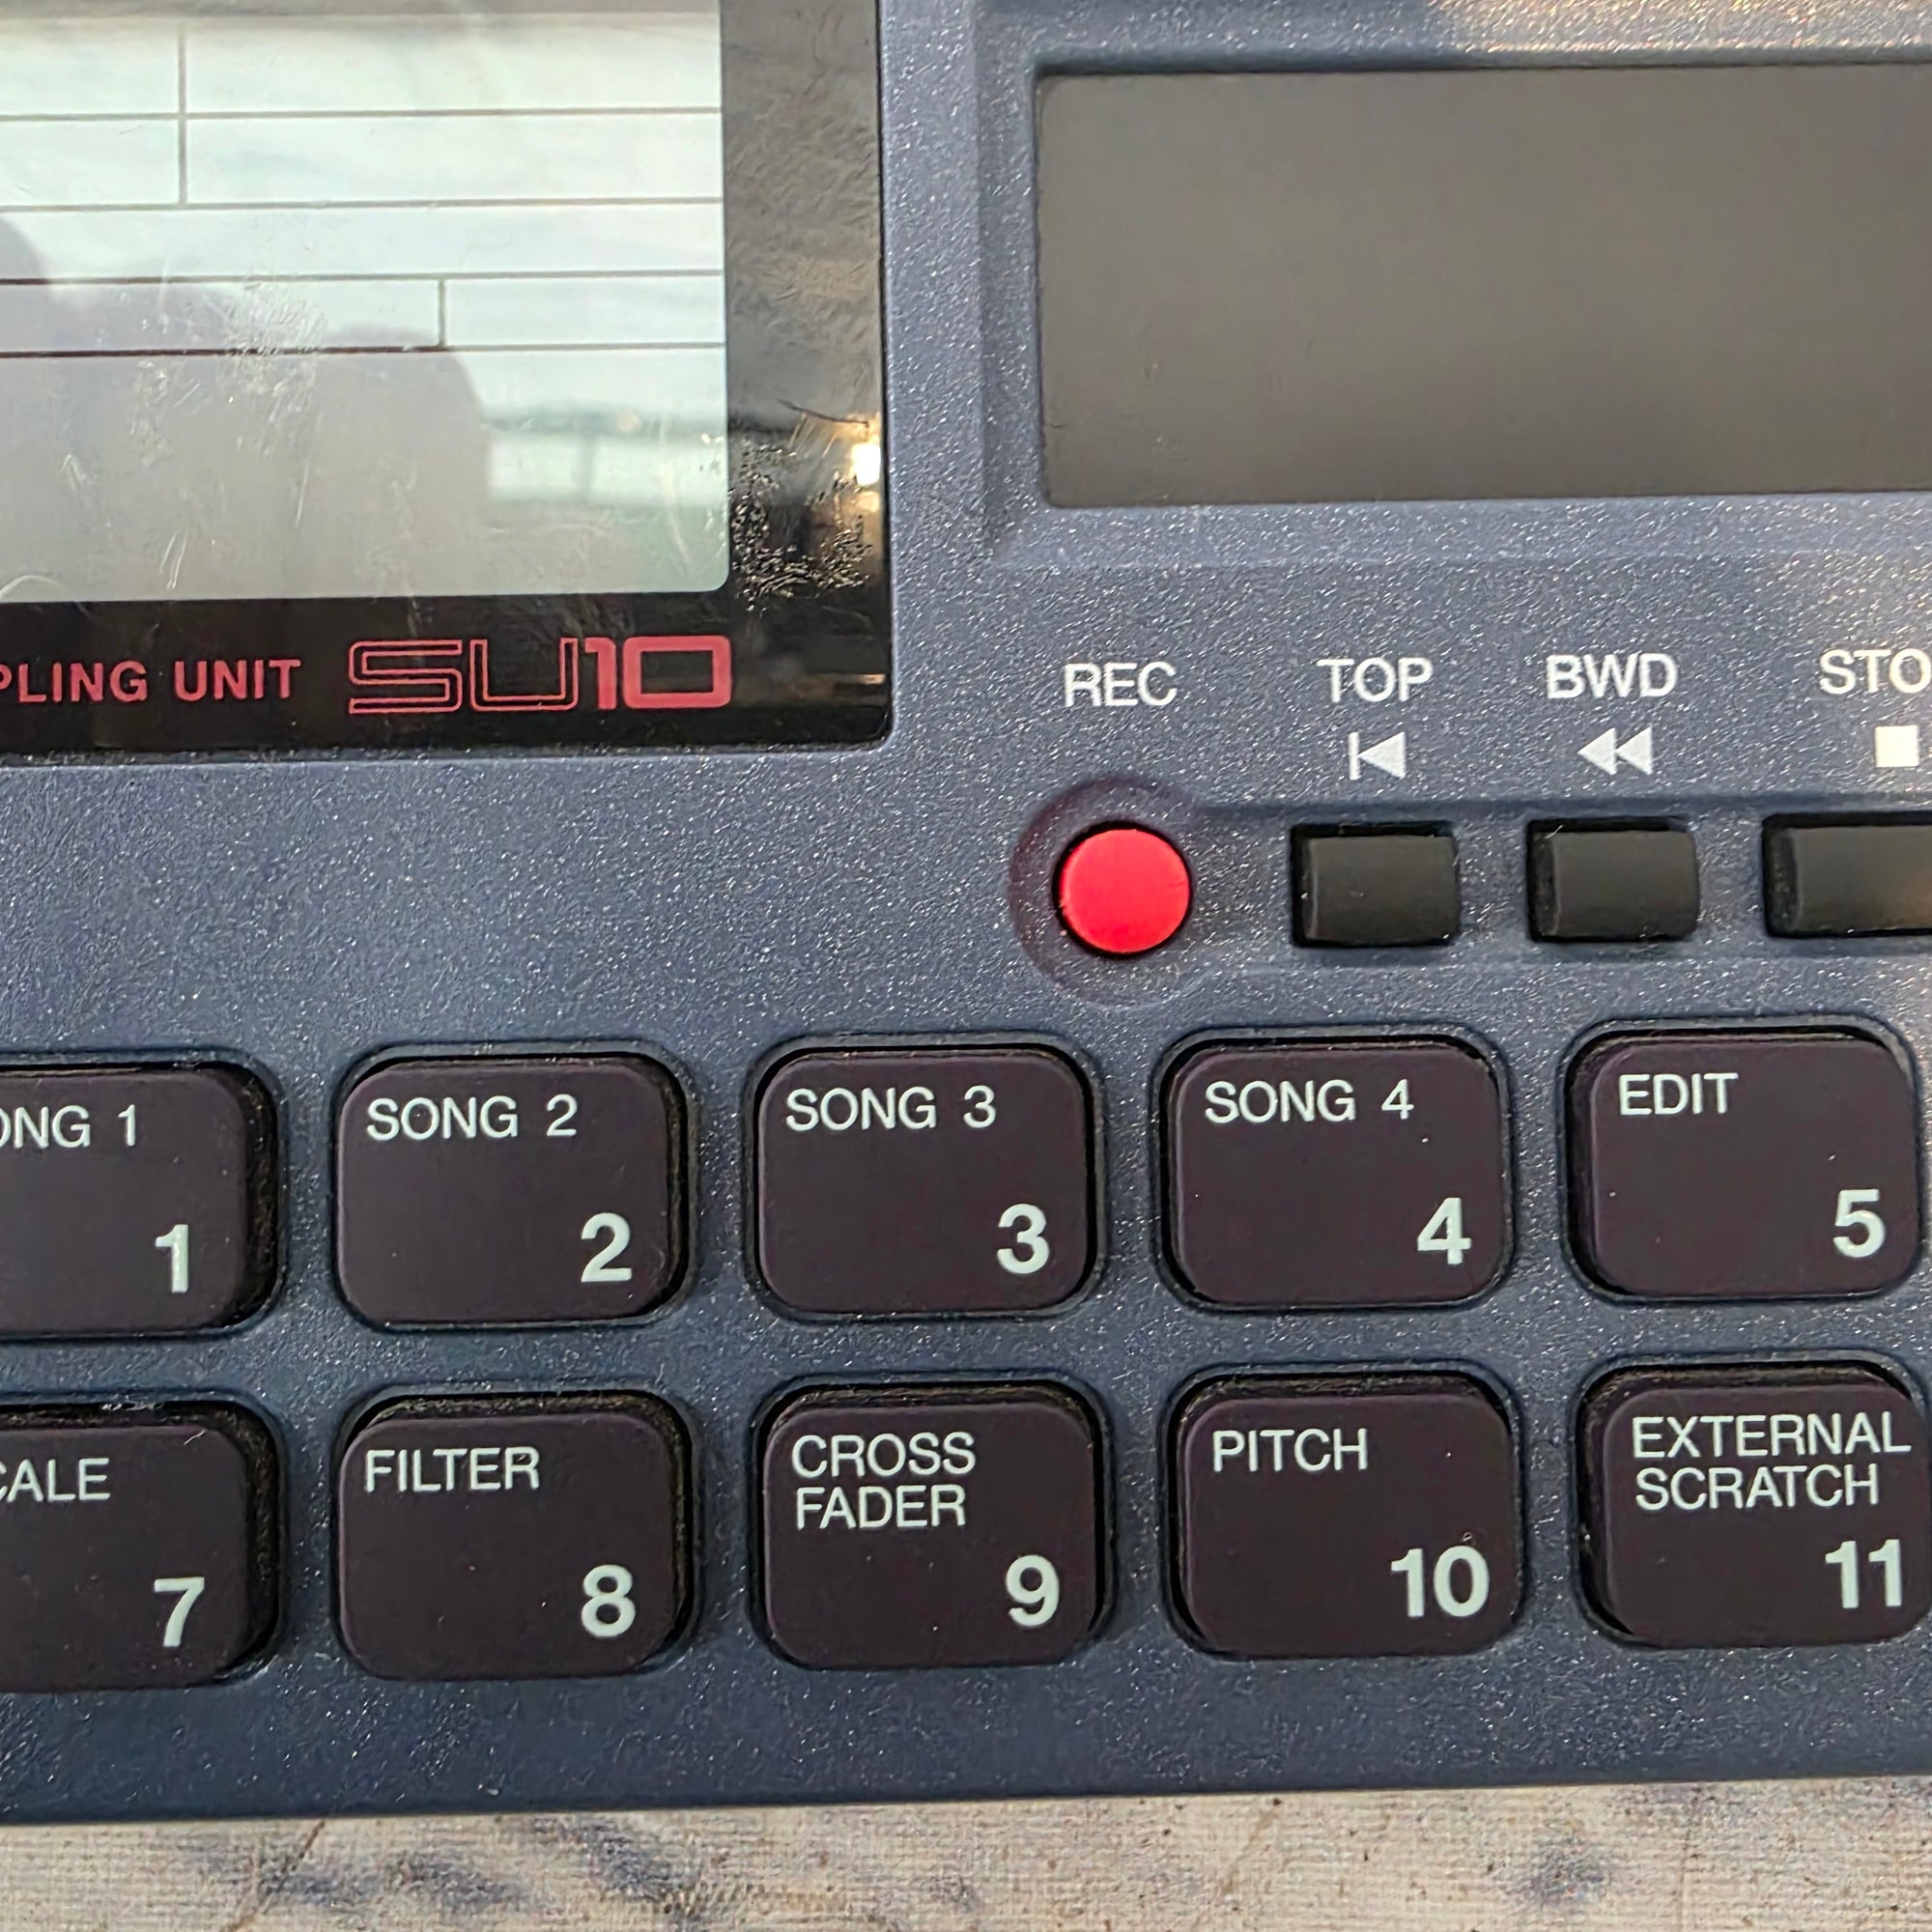 PLING UNIT SU10
REC TOP BWD STO
ONG 1 SONG 2 SONG 3 SONG 4 EDIT
1 2 3 4 5
CALE FILTER CROSS FADER PITCH EXTERNAL SCRATCH
7 8 9 10 11